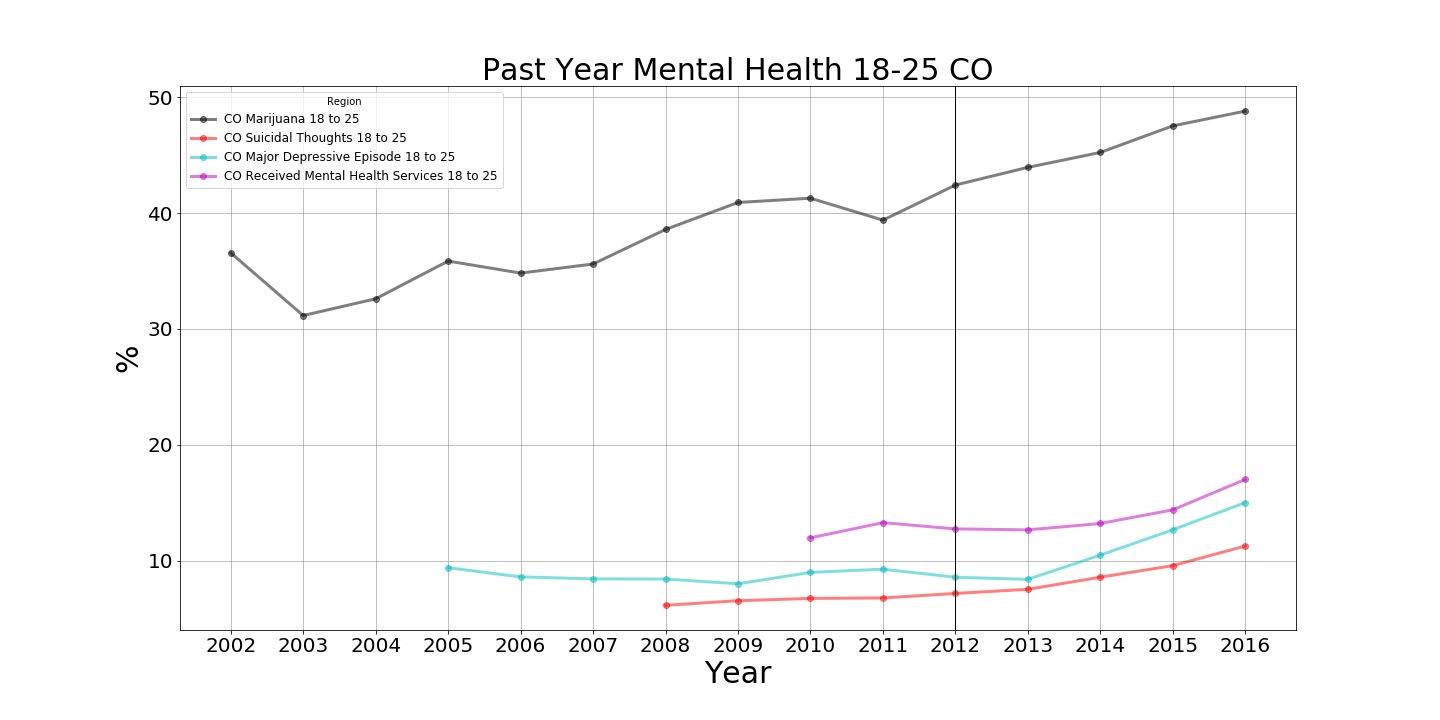 Past Year Mental Health 18-25 CO
Region
CO Marijuana 18 to 25
CO Suicidal Thoughts 18 to 25
CO Major Depressive Episode 18 to 25
CO Received Mental Health Services 18 to 25
50
40
30
20
10
%
2002 2003 2004 2005 2006 2007 2008 2009 2010 2011 2012 2013 2014 2015 2016
Year